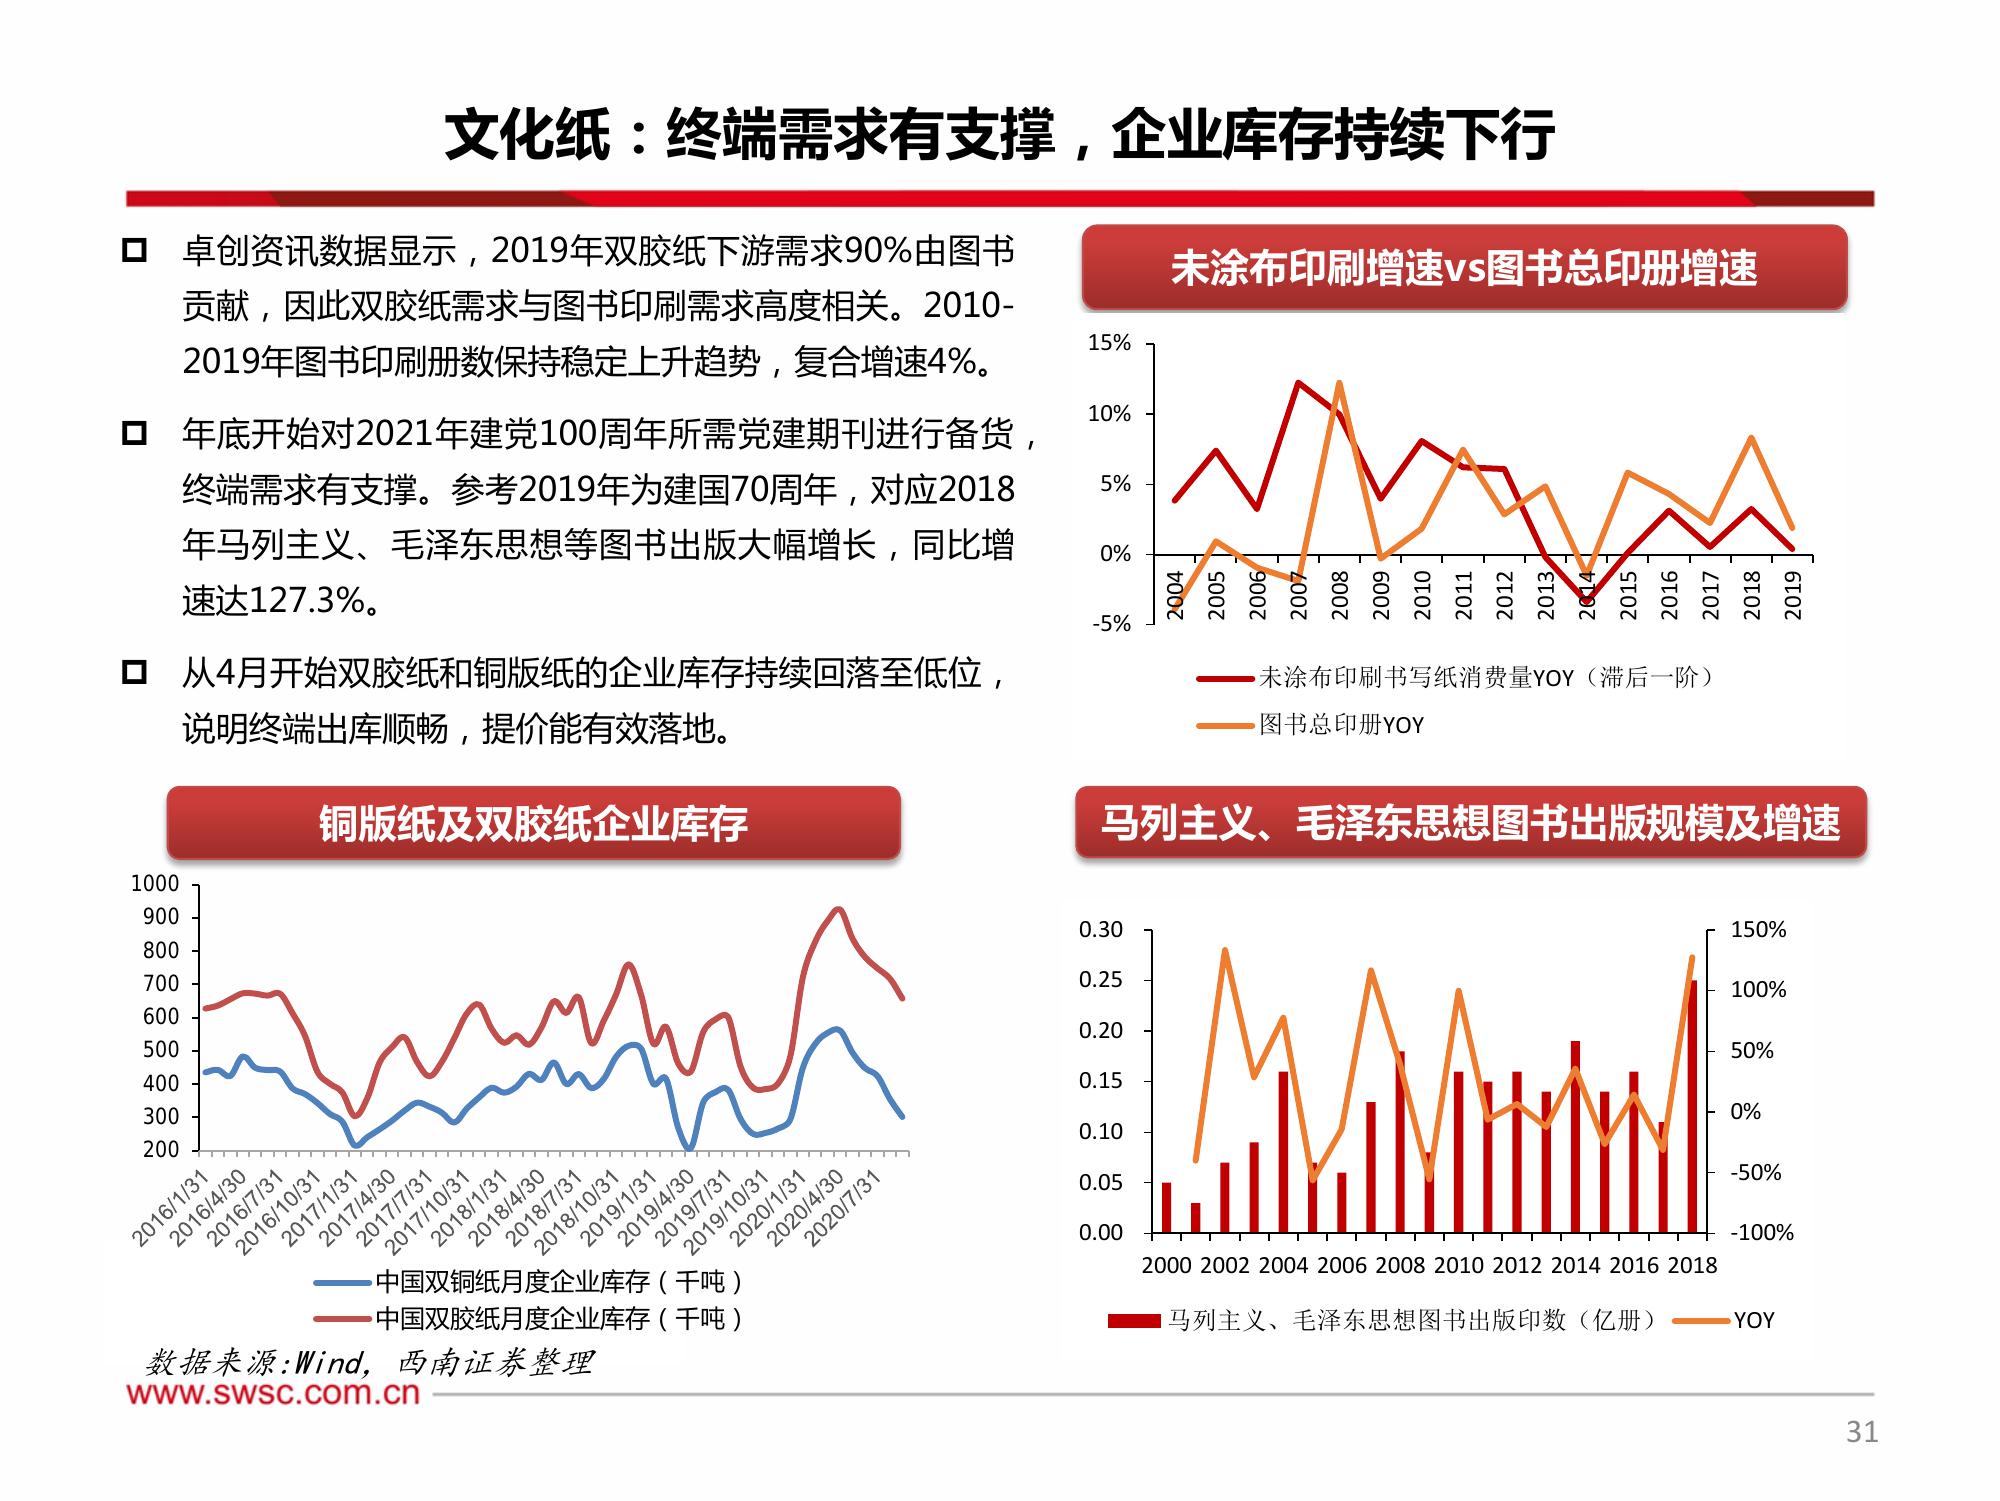 文化纸：终端需求有支撑，企业库存持续下行
卓创资讯数据显示，2019年双胶纸下游需求90%由图书
贡献，因此双胶纸需求与图书印刷需求高度相关。2010-
2019年图书印刷册数保持稳定上升趋势，复合增速4%。
年底开始对2021年建党100周年所需党建期刊进行备货，
终端需求有支撑。参考2019年为建国70周年，对应2018
年马列主义、毛泽东思想等图书出版大幅增长，同比增
速达127.3%。
从4月开始双胶纸和铜版纸的企业库存持续回落至低位，
说明终端出库顺畅，提价能有效落地。
未涂布印刷增速vs图书总印册增速
15%
10%
5%
0%
-5%
2004 2005 2006 2007 2008 2009 2010 2011 2012 2013 2014 2015 2016 2017 2018 2019
未涂布印刷书写纸消费量YOY（滞后一阶）
图书总印册YOY
铜版纸及双胶纸企业库存
1000
900
800
700
600
500
400
300
200
2016/1/31 2016/4/30 2016/7/31 2016/10/31 2017/1/31 2017/4/30 2017/7/31 2017/10/31 2018/1/31 2018/4/30 2018/7/31 2018/10/31 2019/1/31 2019/4/30 2019/7/31 2019/10/31 2020/1/31 2020/4/30 2020/7/31
中国双铜纸月度企业库存（千吨）
中国双胶纸月度企业库存（千吨）
马列主义、毛泽东思想图书出版规模及增速
0.30 150%
0.25 100%
0.20 50%
0.15 0%
0.10 -50%
0.05 -100%
0.00
2000 2002 2004 2006 2008 2010 2012 2014 2016 2018
马列主义、毛泽东思想图书出版印数（亿册） YOY
数据来源:Wind，西南证券整理
www.swsc.com.cn
31